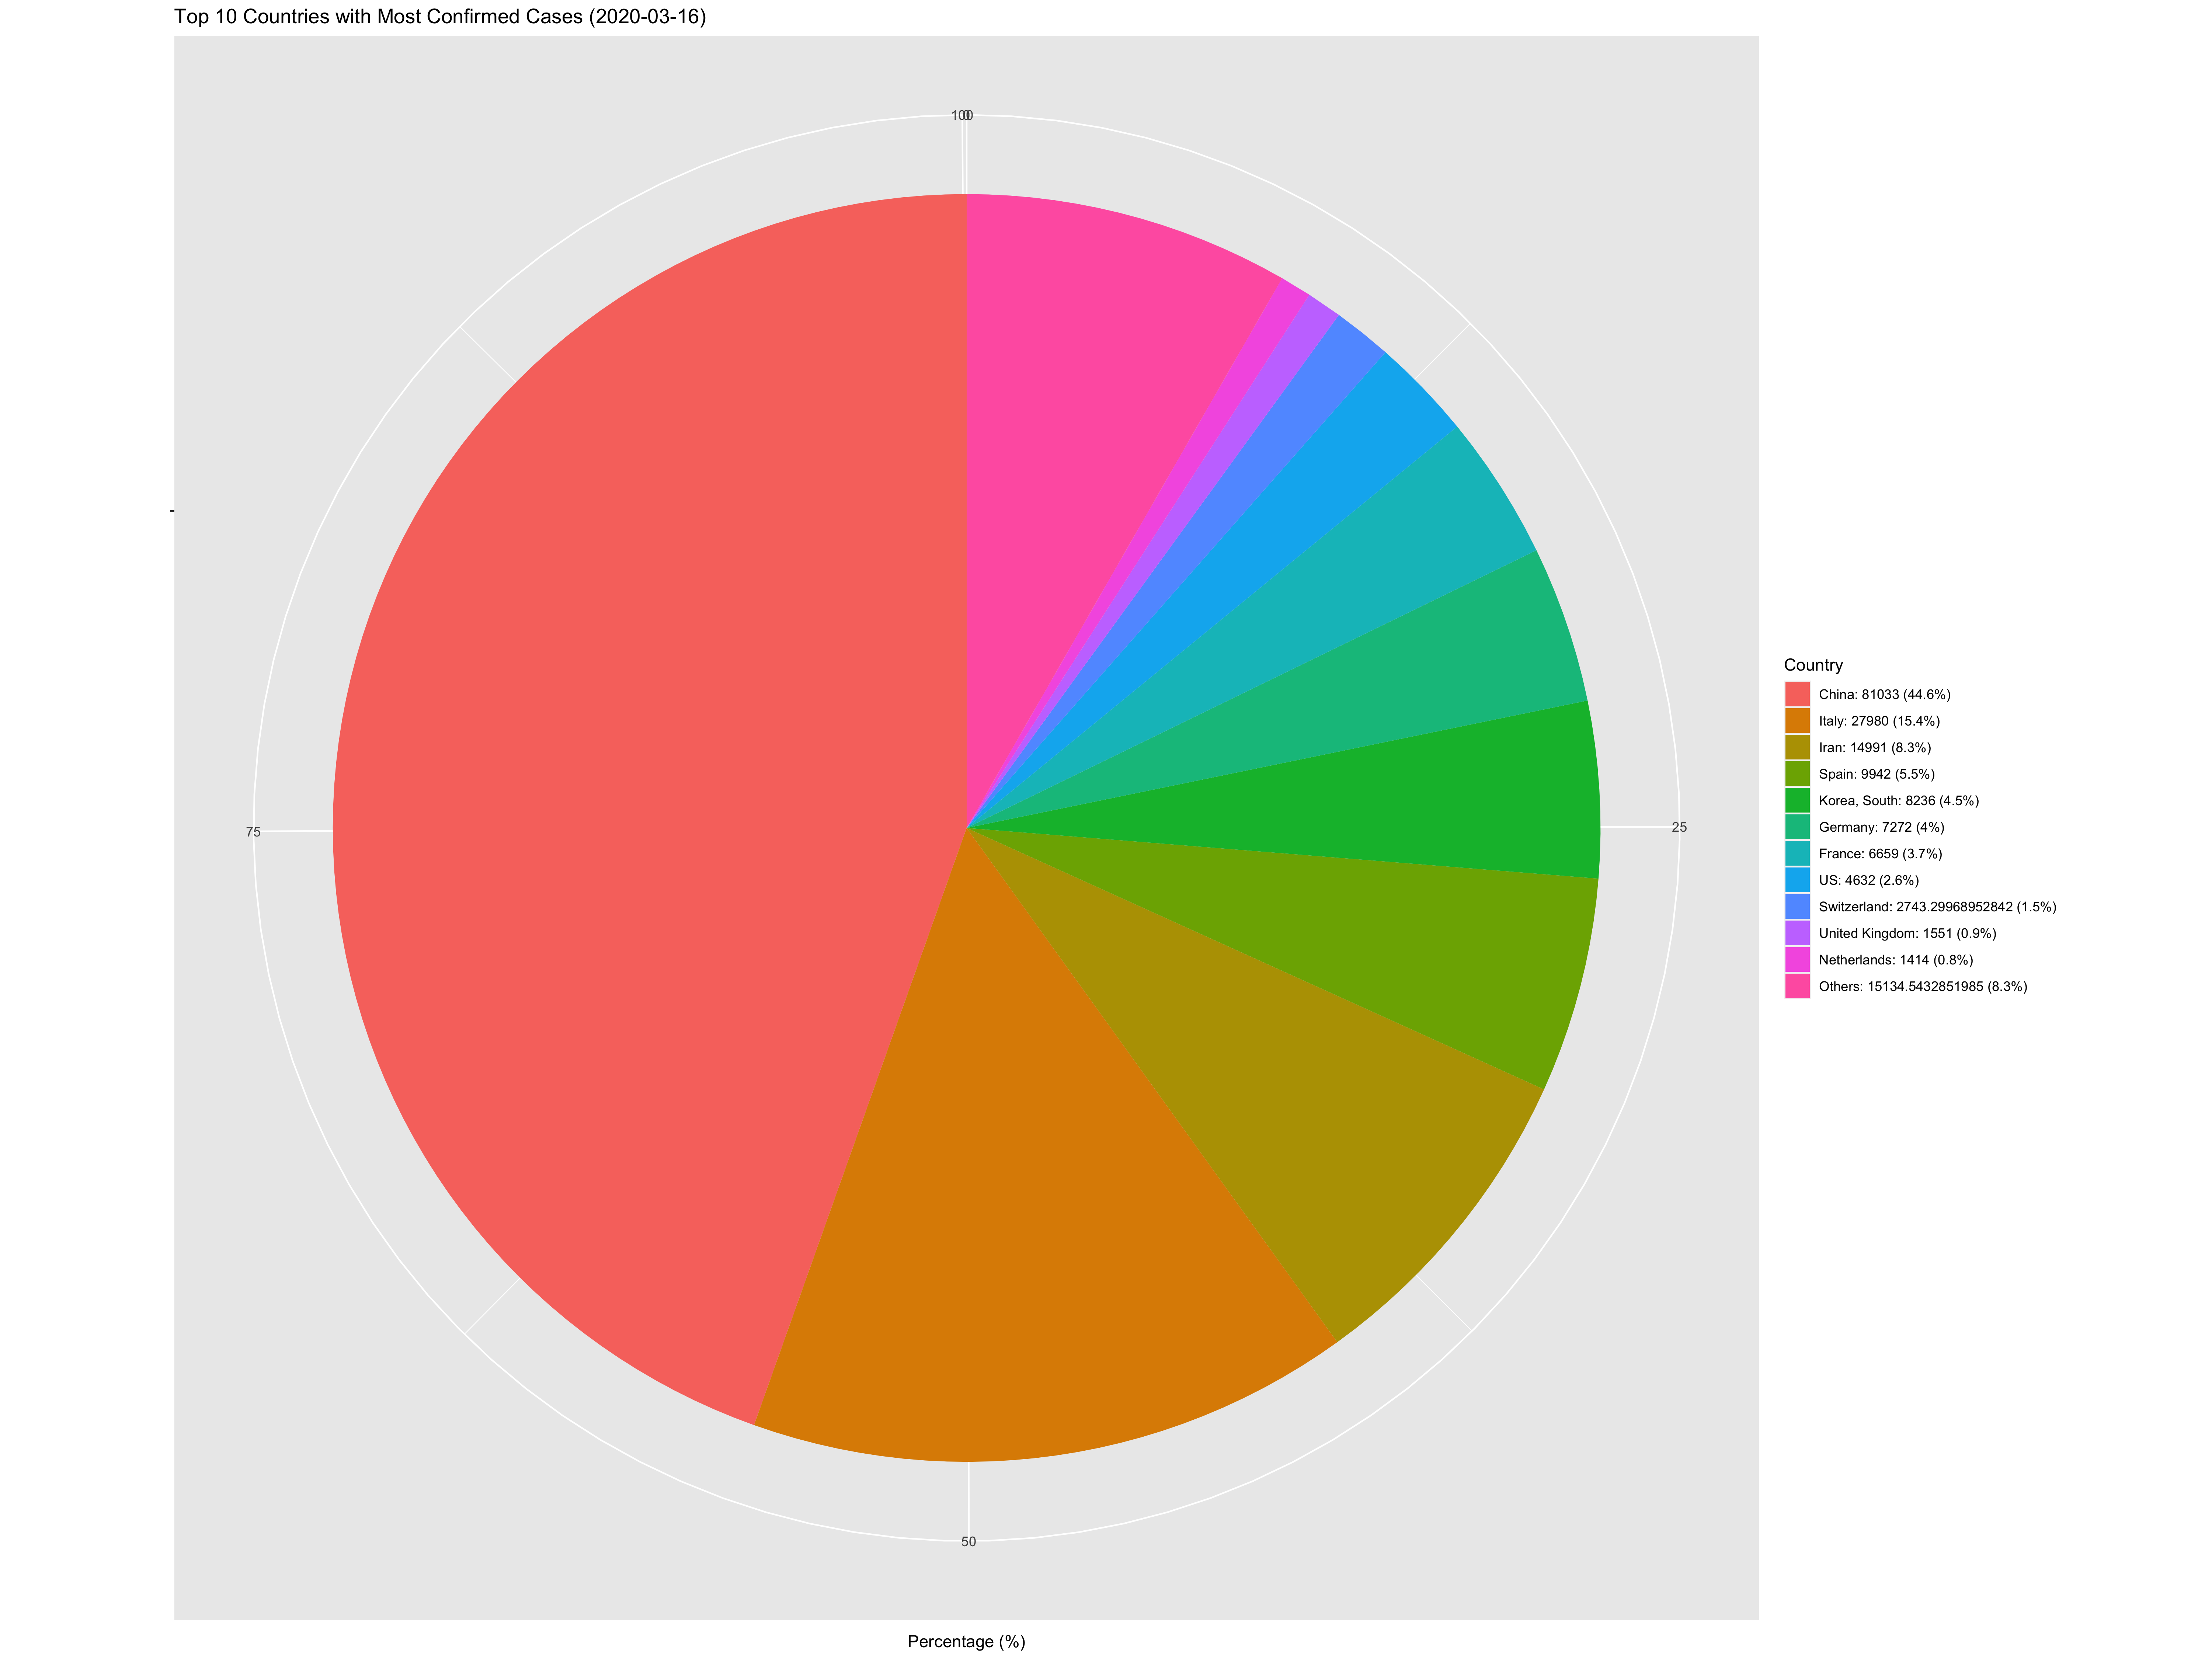 Top 10 Countries with Most Confirmed Cases (2020-03-16)
100
0
75
25
50
Percentage (%)
Country
China: 81033 (44.6%)
Italy: 27980 (15.4%)
Iran: 14991 (8.3%)
Spain: 9942 (5.5%)
Korea, South: 8236 (4.5%)
Germany: 7272 (4%)
France: 6659 (3.7%)
US: 4632 (2.6%)
Switzerland: 2743.29968952842 (1.5%)
United Kingdom: 1551 (0.9%)
Netherlands: 1414 (0.8%)
Others: 15134.5432851985 (8.3%)